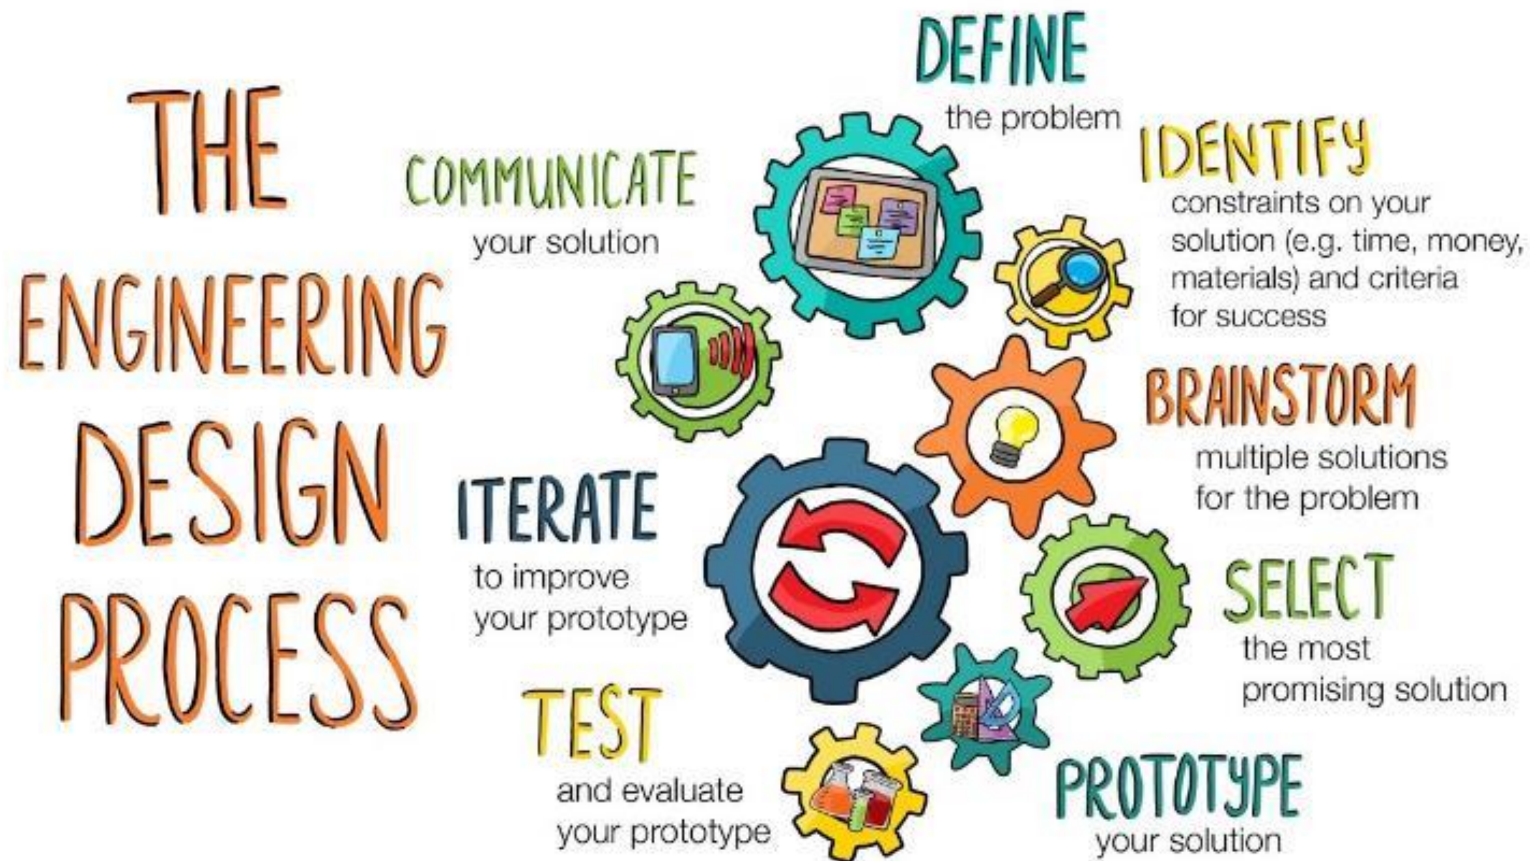 THE
ENGINEERING
DESIGN
PROCESS
DEFINE
the problem
IDENTIFY
constraints on your
solution (e.g. time, money,
materials) and criteria
for success
BRAINSTORM
multiple solutions
for the problem
SELECT
the most
promising solution
PROTOTYPE
your solution
TEST
and evaluate
your prototype
ITERATE
to improve
your prototype
COMMUNICATE
your solution